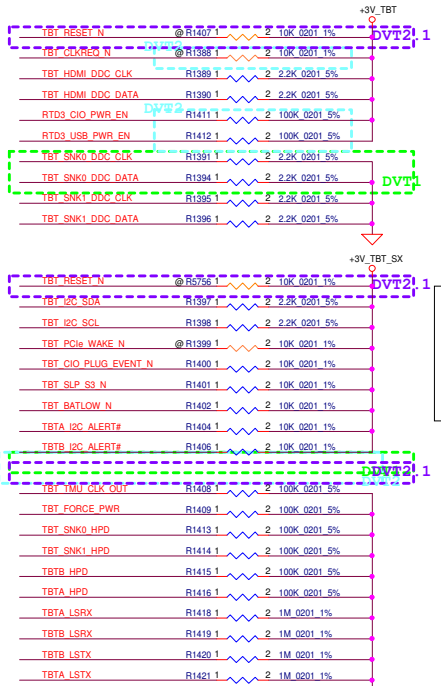 +3V_TBT
TBT_RESET_N @ R1407 1 2 10K_0201_1% DVT2.1
DVT2
TBT_CLKREQ_N @ R1388 1 2 10K_0201_1%
TBT_HDMI_DDC_CLK R1389 1 2 2.2K_0201_5%
TBT_HDMI_DDC_DATA R1390 1 2 2.2K_0201_5%
DVT2
RTD3_CIO_PWR_EN R1411 1 2 100K_0201_5%
RTD3_USB_PWR_EN R1412 1 2 100K_0201_5%
TBT_SNK0_DDC_CLK R1391 1 2 2.2K_0201_5%
TBT_SNK0_DDC_DATA R1394 1 2 2.2K_0201_5% DVT1
TBT_SNK1_DDC_CLK R1395 1 2 2.2K_0201_5%
TBT_SNK1_DDC_DATA R1396 1 2 2.2K_0201_5%
+3V_TBT_SX
TBT_RESET_N @ R5756 1 2 10K_0201_1% DVT2.1
TBT_I2C_SDA R1397 1 2 2.2K_0201_5%
TBT_I2C_SCL R1398 1 2 2.2K_0201_5%
TBT_PCIe_WAKE_N @ R1399 1 2 10K_0201_1%
TBT_CIO_PLUG_EVENT_N R1400 1 2 10K_0201_1%
TBT_SLP_S3_N R1401 1 2 10K_0201_1%
TBT_BATLOW_N R1402 1 2 10K_0201_1%
TBTA_I2C_ALERT# R1404 1 2 10K_0201_1%
TBTB_I2C_ALERT# R1406 1 2 10K_0201_1%
DVT2.1
TBT_TMU_CLK_OUT R1408 1 2 100K_0201_5%
TBT_FORCE_PWR R1409 1 2 100K_0201_5%
TBT_SNK0_HPD R1413 1 2 100K_0201_5%
TBT_SNK1_HPD R1414 1 2 100K_0201_5%
TBTB_HPD R1415 1 2 100K_0201_5%
TBTA_HPD R1416 1 2 100K_0201_5%
TBTA_LSRX R1418 1 2 1M_0201_1%
TBTB_LSRX R1419 1 2 1M_0201_1%
TBTB_LSTX R1420 1 2 1M_0201_1%
TBTA_LSTX R1421 1 2 1M_0201_1%